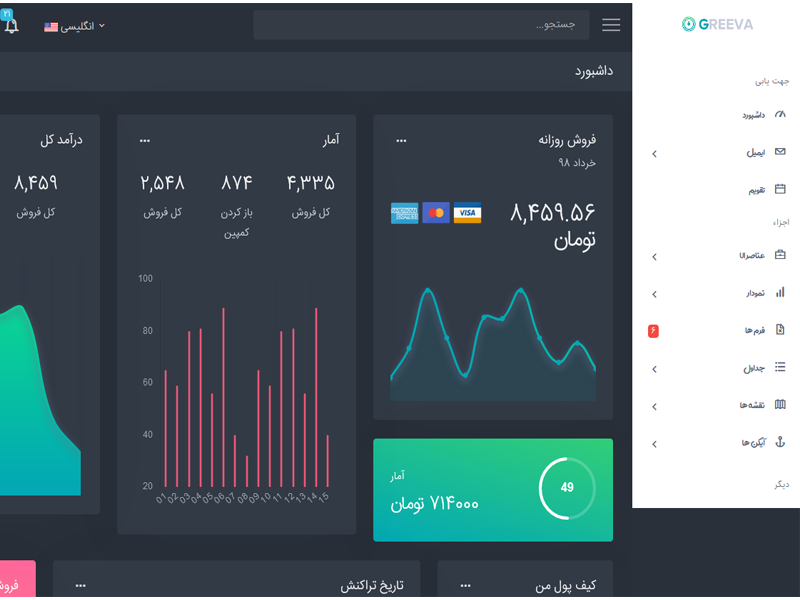 GREEVA
جهت یابی
داشبورد
ایمیل
تقویم
اجزاء
عناصرانا
نمودار
فرم ها
۶
جداول
نقشه ها
آیکن ها
دیگر
جستجو...
انگلیسی
۲۱
داشبورد
فروش روزانه
خرداد ۹۸
۸,۴۵۹.۵۶
تومان
VISA
آمار
۷۱۴۰۰۰ تومان
49
آمار
۴,۳۳۵ ۸۷۴ ۲,۵۴۸
کل فروش باز کردن کل فروش
کمپین
100
80
60
40
20
01 02 03 04 05 06 07 08 09 10 11 12 13 14 15
درآمد کل
۸,۴۵۹
کل فروش
کیف پول من
تاریخ تراکنش